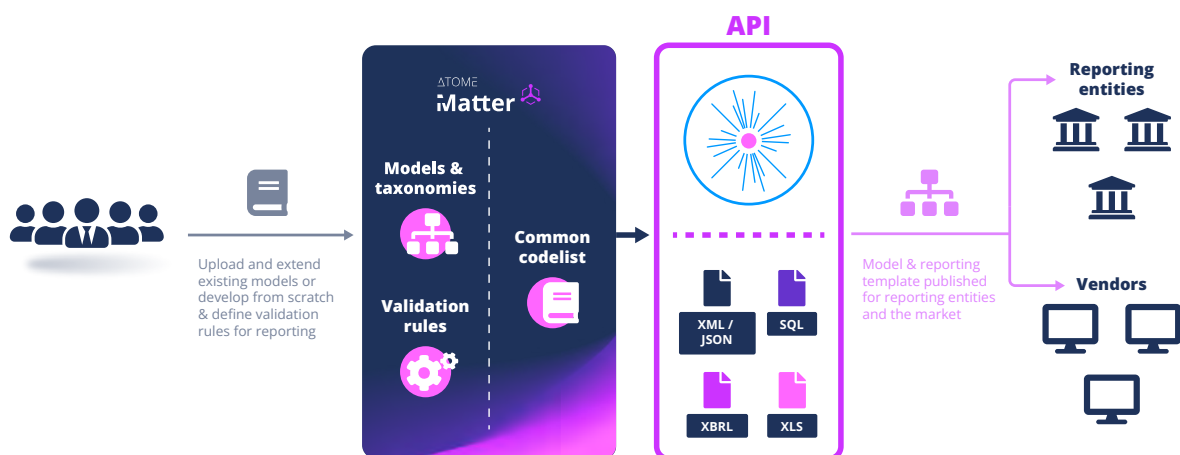 API
ATOME
Matter
Models &
taxonomies
Common
codelist
Validation
rules
Upload and extend
existing models or
develop from scratch
& define validation
rules for reporting
XML /
JSON
SQL
XBRL
XLS
Model & reporting
template published
for reporting entities
and the market
Reporting
entities
Vendors